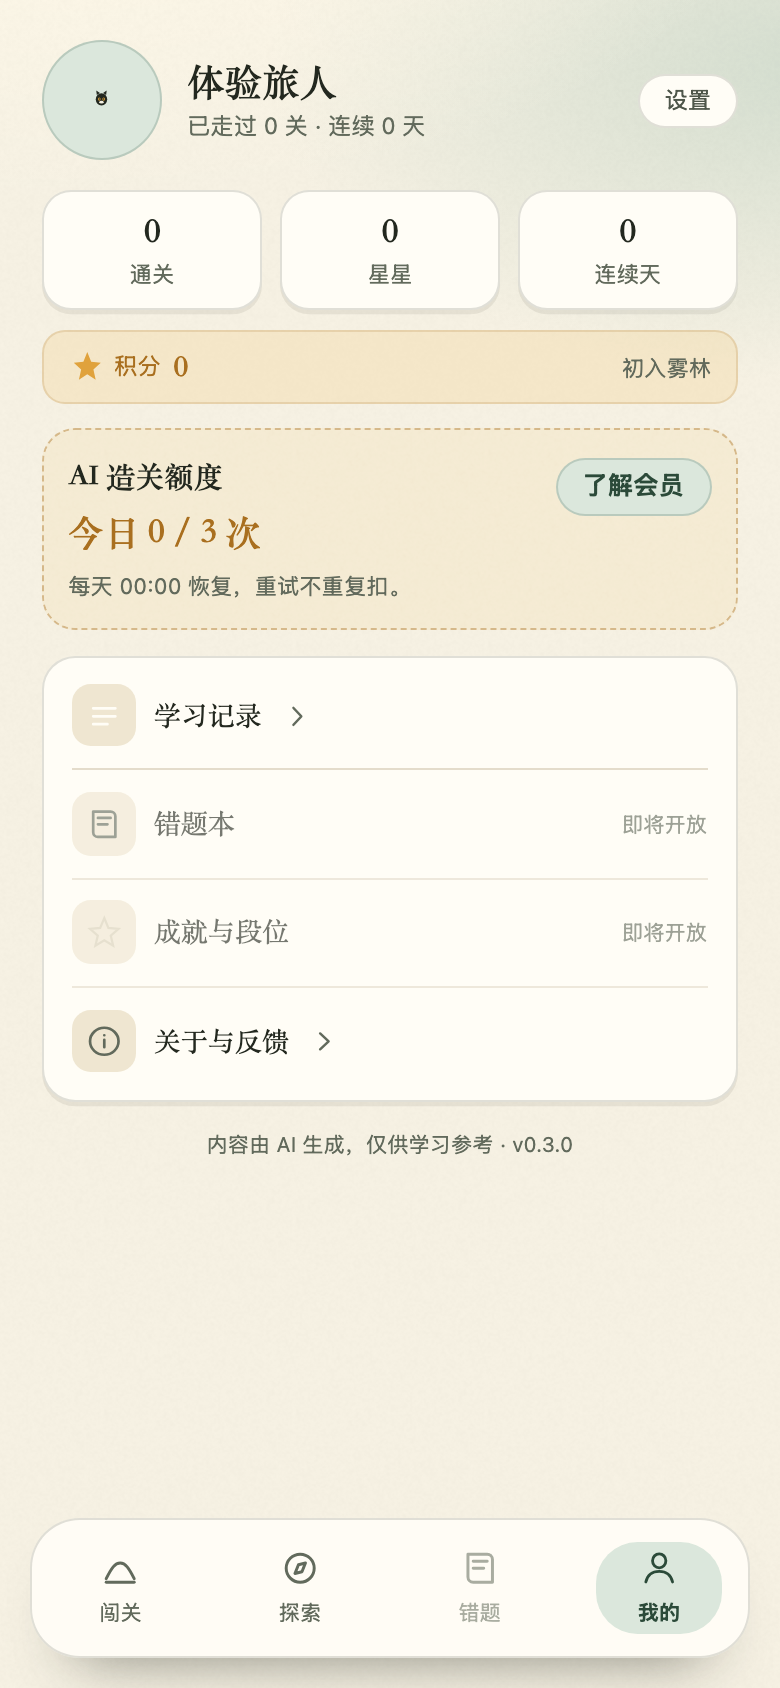 体验旅人
已走过 0 关 · 连续 0 天
设置
0
通关
0
星星
0
连续天
积分 0
初入雾林
AI 造关额度
了解会员
今日 0 / 3 次
每天 00:00 恢复，重试不重复扣。
学习记录
错题本
即将开放
成就与段位
即将开放
关于与反馈
内容由 AI 生成，仅供学习参考 · v0.3.0
闯关
探索
错题
我的